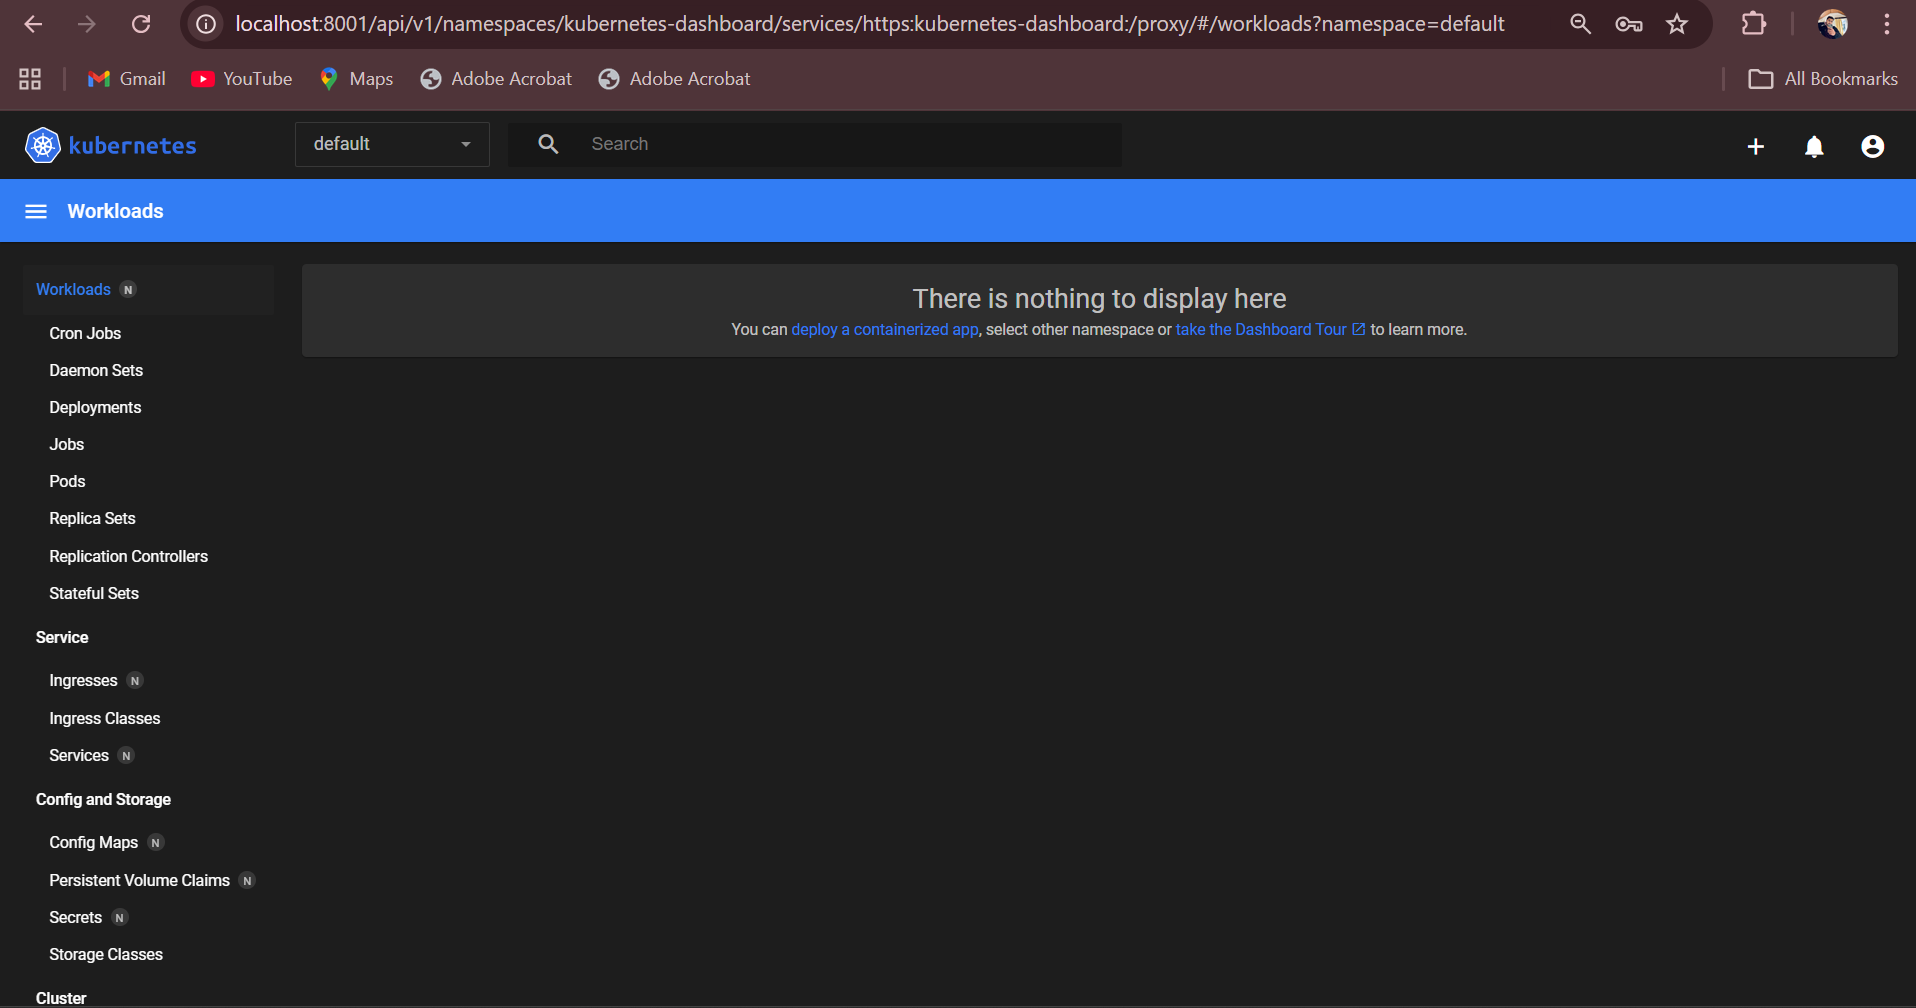 localhost:8001/api/v1/namespaces/kubernetes-dashboard/services/https:kubernetes-dashboard:/proxy/#/workloads?namespace=default
Gmail YouTube Maps Adobe Acrobat Adobe Acrobat All Bookmarks
kubernetes default Search
Workloads
Workloads N
Cron Jobs
Daemon Sets
Deployments
Jobs
Pods
Replica Sets
Replication Controllers
Stateful Sets
Service
Ingresses N
Ingress Classes
Services N
Config and Storage
Config Maps N
Persistent Volume Claims N
Secrets N
Storage Classes
Cluster
There is nothing to display here
You can deploy a containerized app, select other namespace or take the Dashboard Tour to learn more.